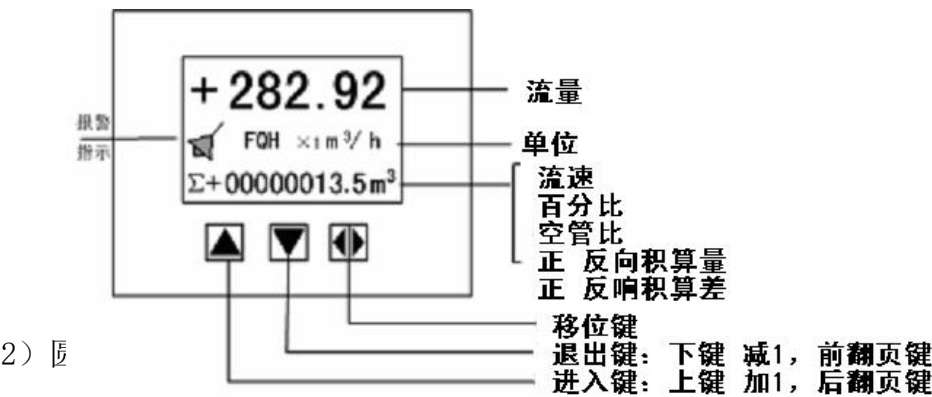 +282.92
流量
报警
指示
FQH ×1m³/h
单位
Σ+00000013.5m³
流速
百分比
空管比
正 反向积算量
正 反响积算差
移位键
退出键：下键 减1，前翻页键
进入键：上键 加1，后翻页键
2）